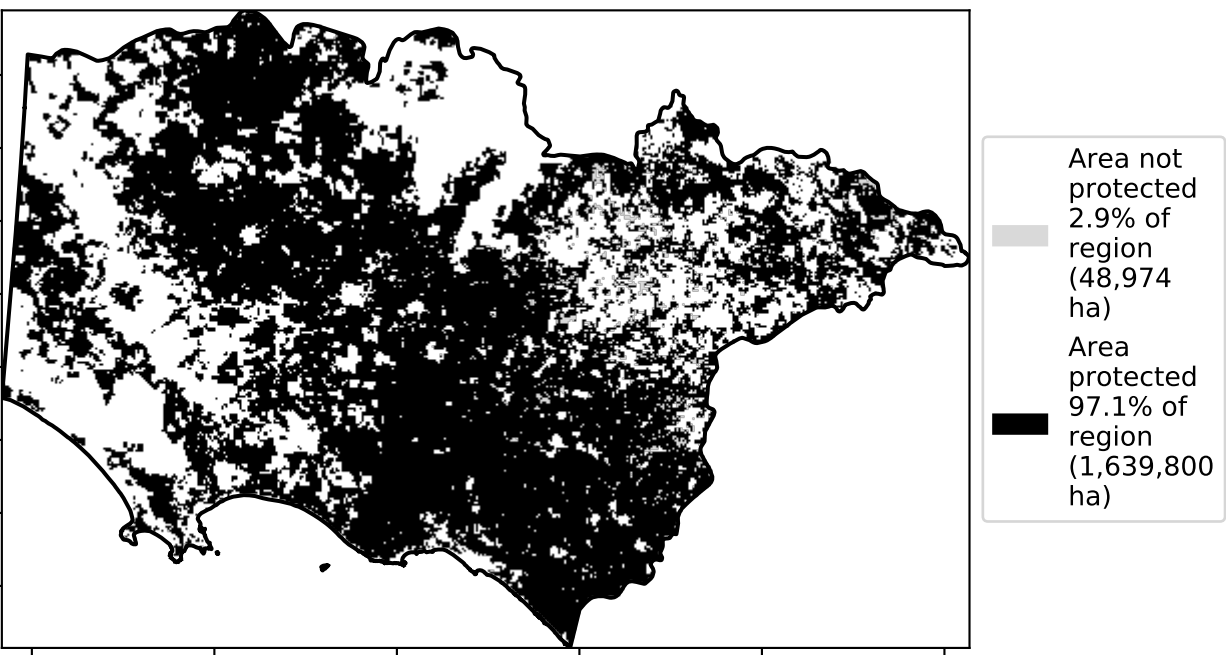 Area not
protected
2.9% of
region
(48,974
ha)
Area
protected
97.1% of
region
(1,639,800
ha)